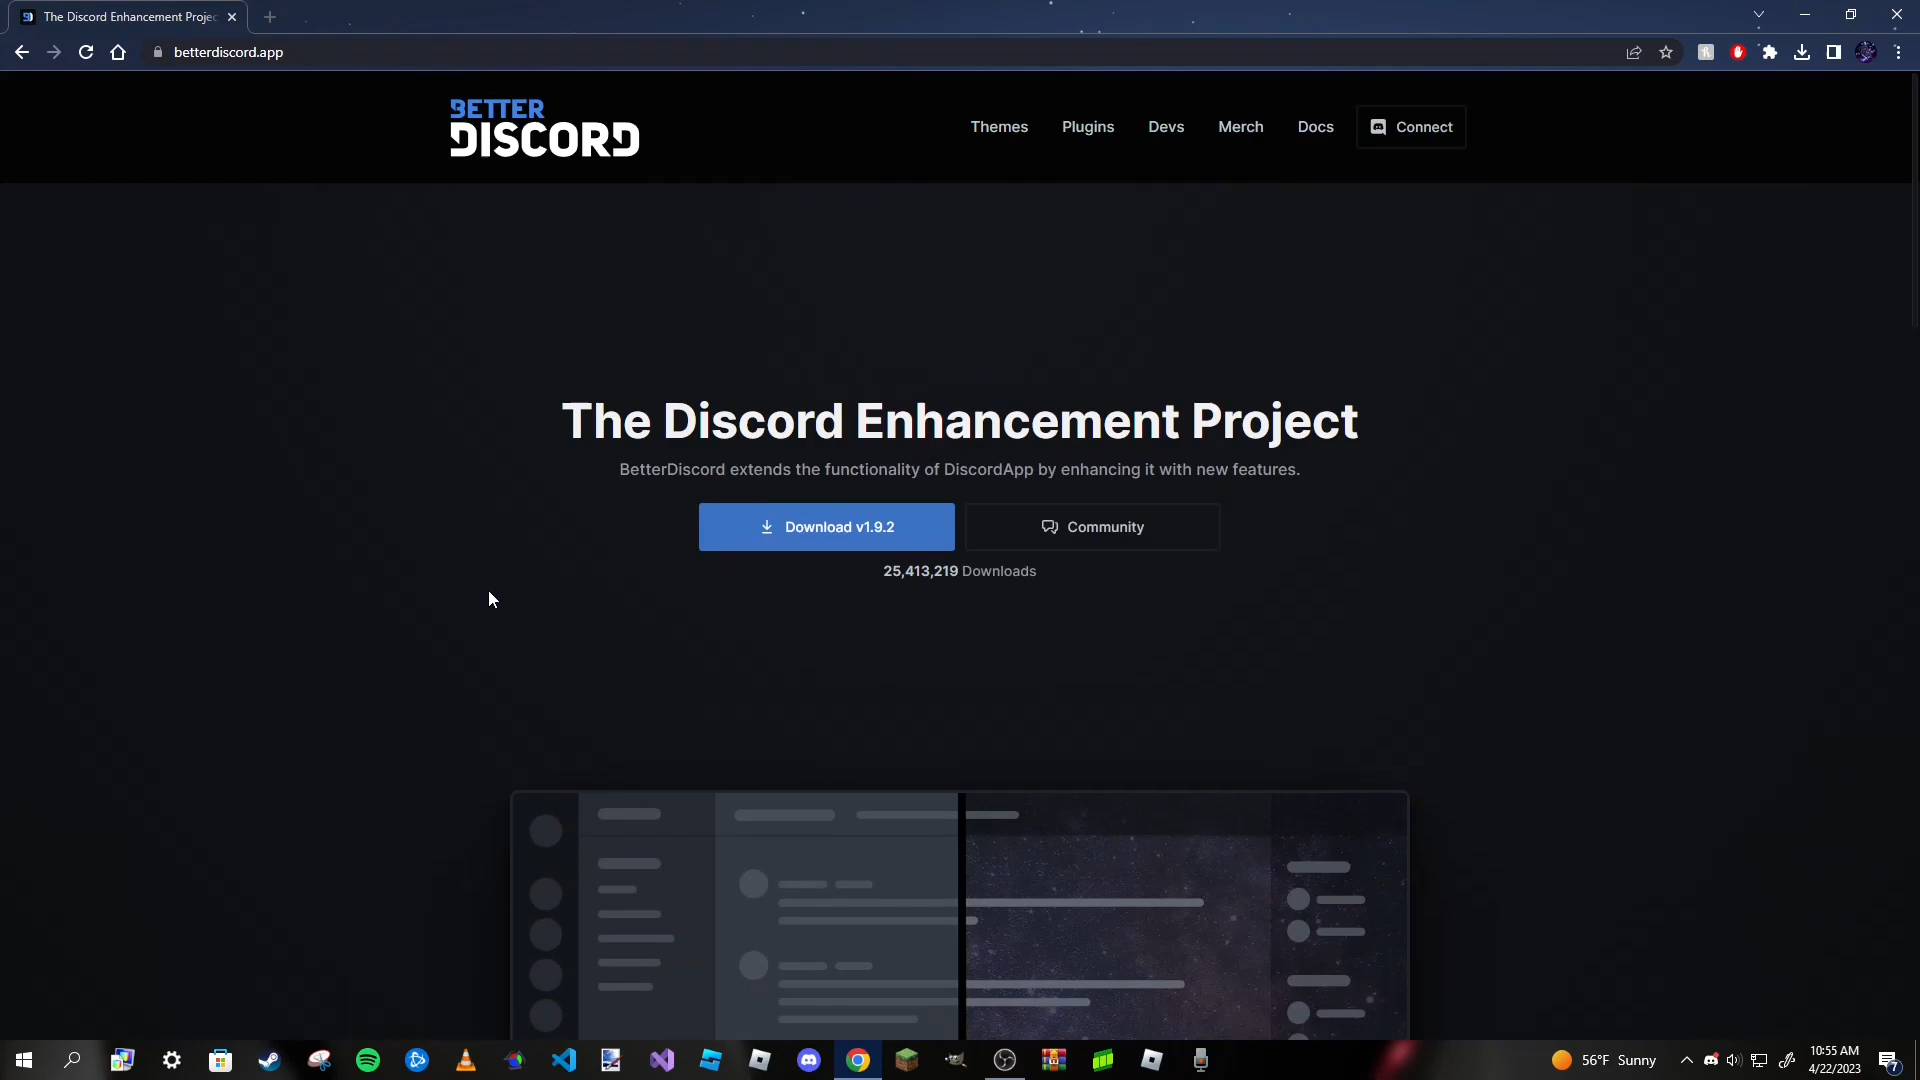 The Discord Enhancement Projec
betterdiscord.app
BETTER
DISCORD
Themes
Plugins
Devs
Merch
Docs
Connect
The Discord Enhancement Project
BetterDiscord extends the functionality of DiscordApp by enhancing it with new features.
Download v1.9.2
Community
25,413,219 Downloads
56°F Sunny
10:55 AM
4/22/2023
7